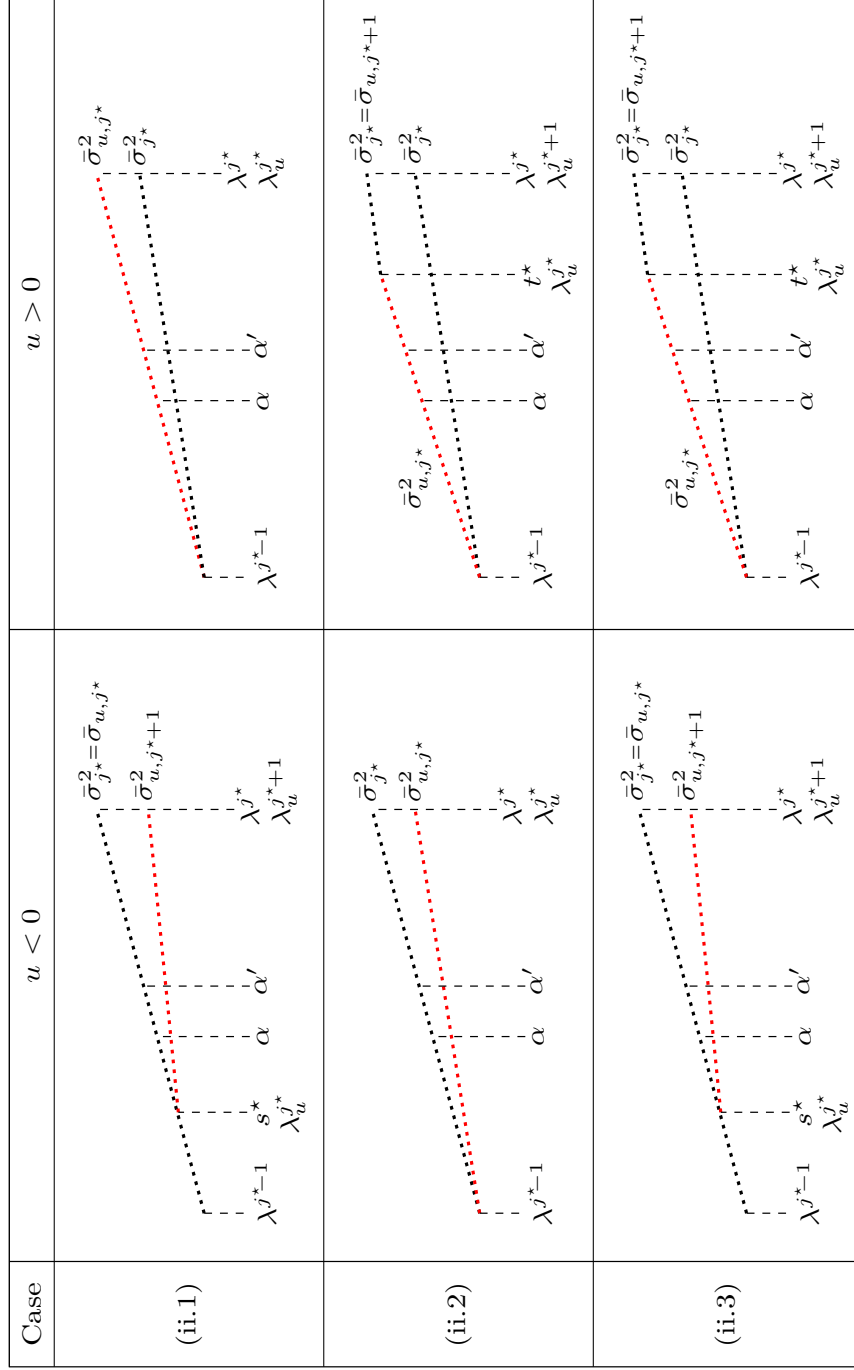 Case
u < 0
u > 0
(ii.1)
σ̄²_{j⋆}=σ̄_{u,j⋆}
σ̄²_{u,j⋆+1}
λ^{j⋆−1}
s⋆
λ_u^{j⋆}
α
α′
λ^{j⋆}
λ_u^{j⋆+1}
σ̄²_{u,j⋆}
σ̄²_{j⋆}
λ^{j⋆−1}
α
α′
λ^{j⋆}
λ_u^{j⋆}
(ii.2)
σ̄²_{j⋆}
σ̄²_{u,j⋆}
λ^{j⋆−1}
α
α′
λ^{j⋆}
λ_u^{j⋆}
σ̄²_{j⋆}=σ̄_{u,j⋆+1}
σ̄²_{j⋆}
σ̄²_{u,j⋆}
λ^{j⋆−1}
α
α′
t⋆
λ_u^{j⋆}
λ^{j⋆}
λ_u^{j⋆+1}
(ii.3)
σ̄²_{j⋆}=σ̄_{u,j⋆}
σ̄²_{u,j⋆+1}
λ^{j⋆−1}
s⋆
λ_u^{j⋆}
α
α′
λ^{j⋆}
λ_u^{j⋆+1}
σ̄²_{j⋆}=σ̄_{u,j⋆+1}
σ̄²_{j⋆}
σ̄²_{u,j⋆}
λ^{j⋆−1}
α
α′
t⋆
λ_u^{j⋆}
λ^{j⋆}
λ_u^{j⋆+1}